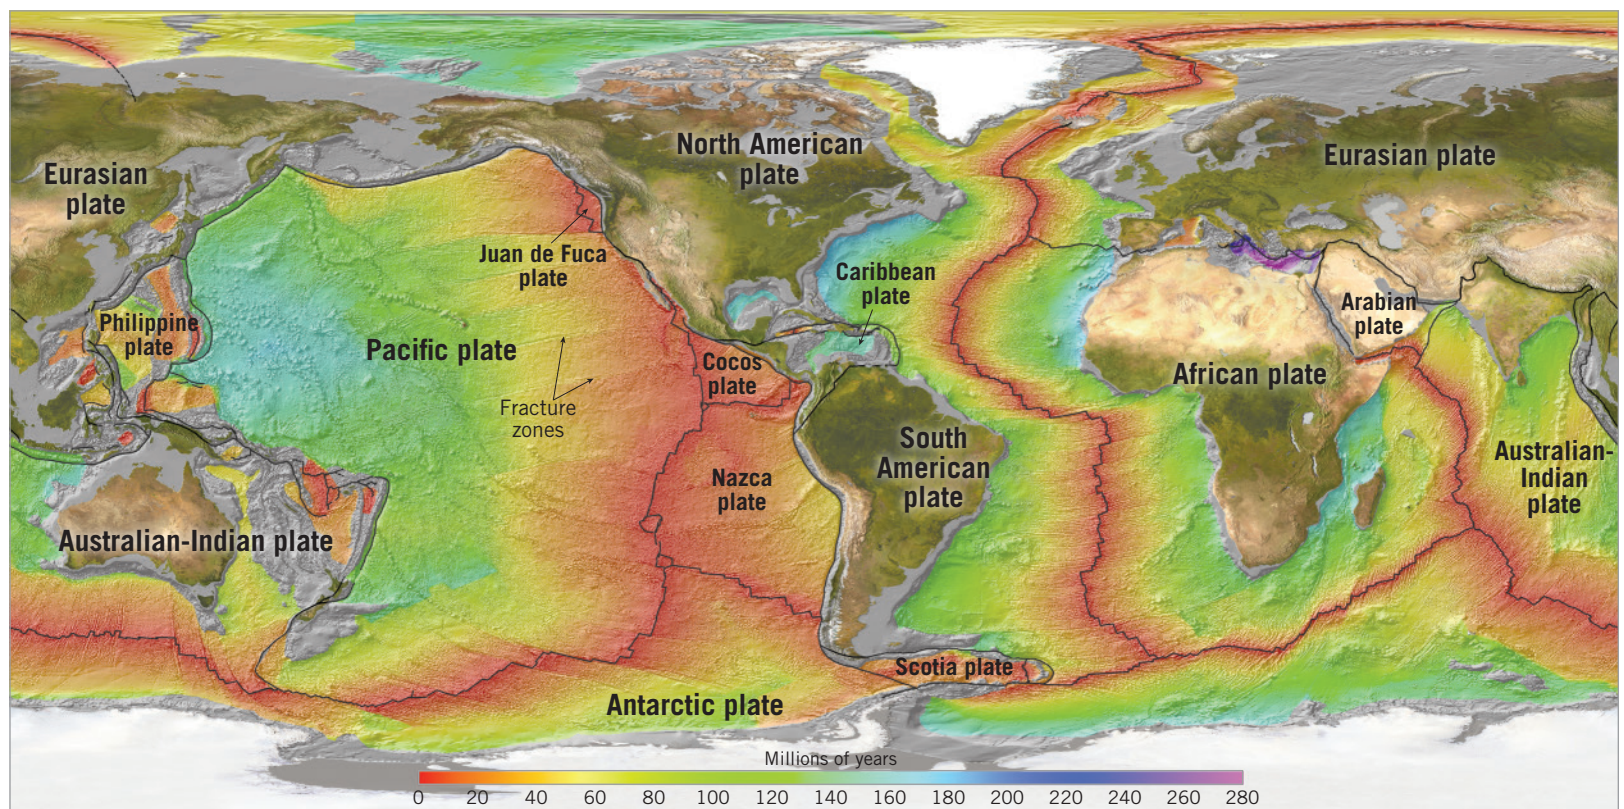 North American
plate
Eurasian plate
Eurasian
plate
Juan de Fuca
plate
Caribbean
plate
Arabian
plate
Philippine
plate
Pacific plate
Cocos
plate
African plate
Fracture
zones
South
American
plate
Australian-
Indian
plate
Nazca
plate
Australian-Indian plate
Scotia plate
Antarctic plate
Millions of years
0 20 40 60 80 100 120 140 160 180 200 220 240 260 280